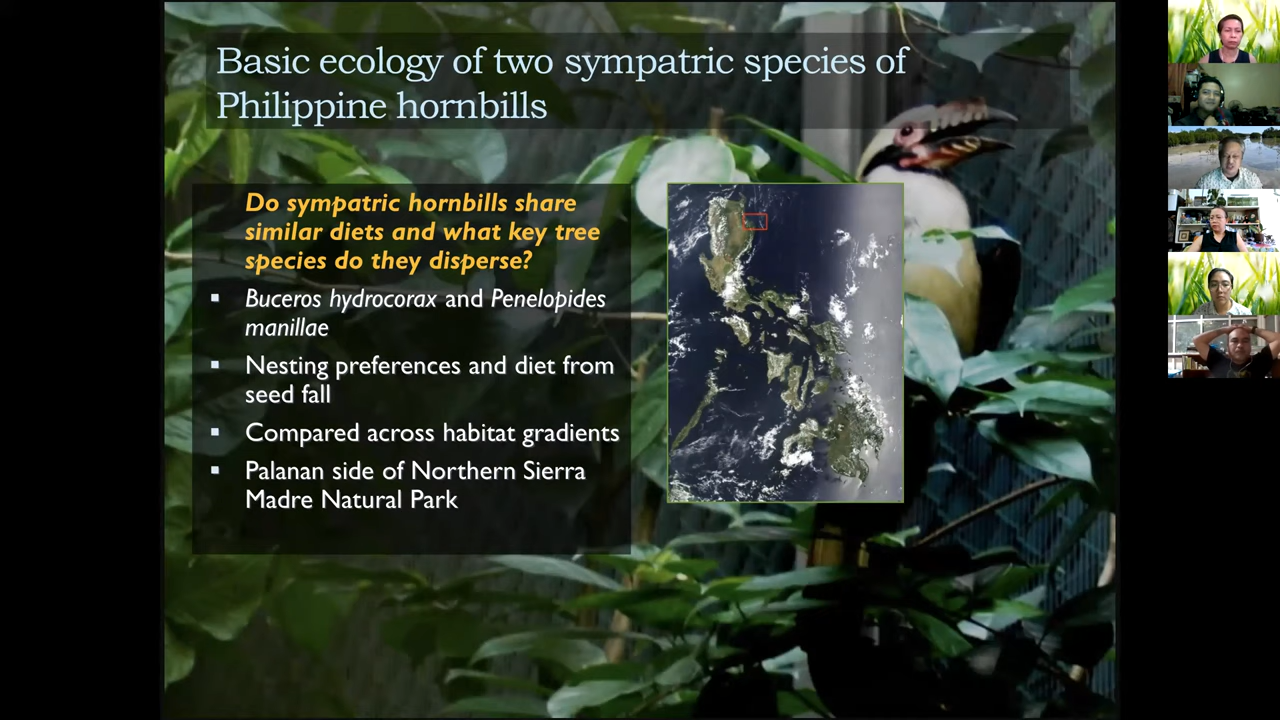 Basic ecology of two sympatric species of
Philippine hornbills
Do sympatric hornbills share
similar diets and what key tree
species do they disperse?
▪ Buceros hydrocorax and Penelopides
manillae
▪ Nesting preferences and diet from
seed fall
▪ Compared across habitat gradients
▪ Palanan side of Northern Sierra
Madre Natural Park